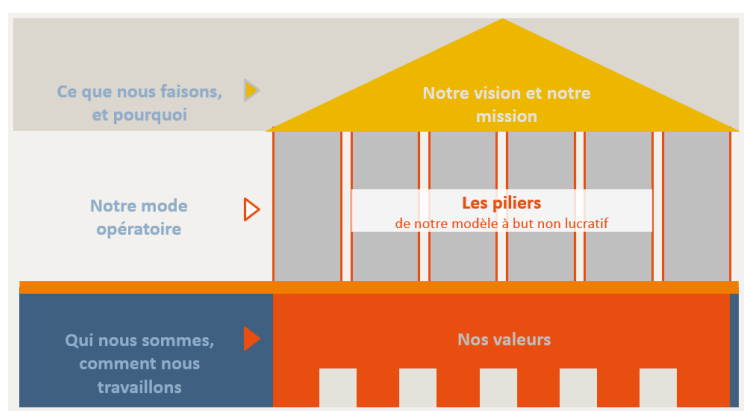 Ce que nous faisons,
et pourquoi
Notre vision et notre
mission
Notre mode
opératoire
Les piliers
de notre modèle à but non lucratif
Qui nous sommes,
comment nous
travaillons
Nos valeurs